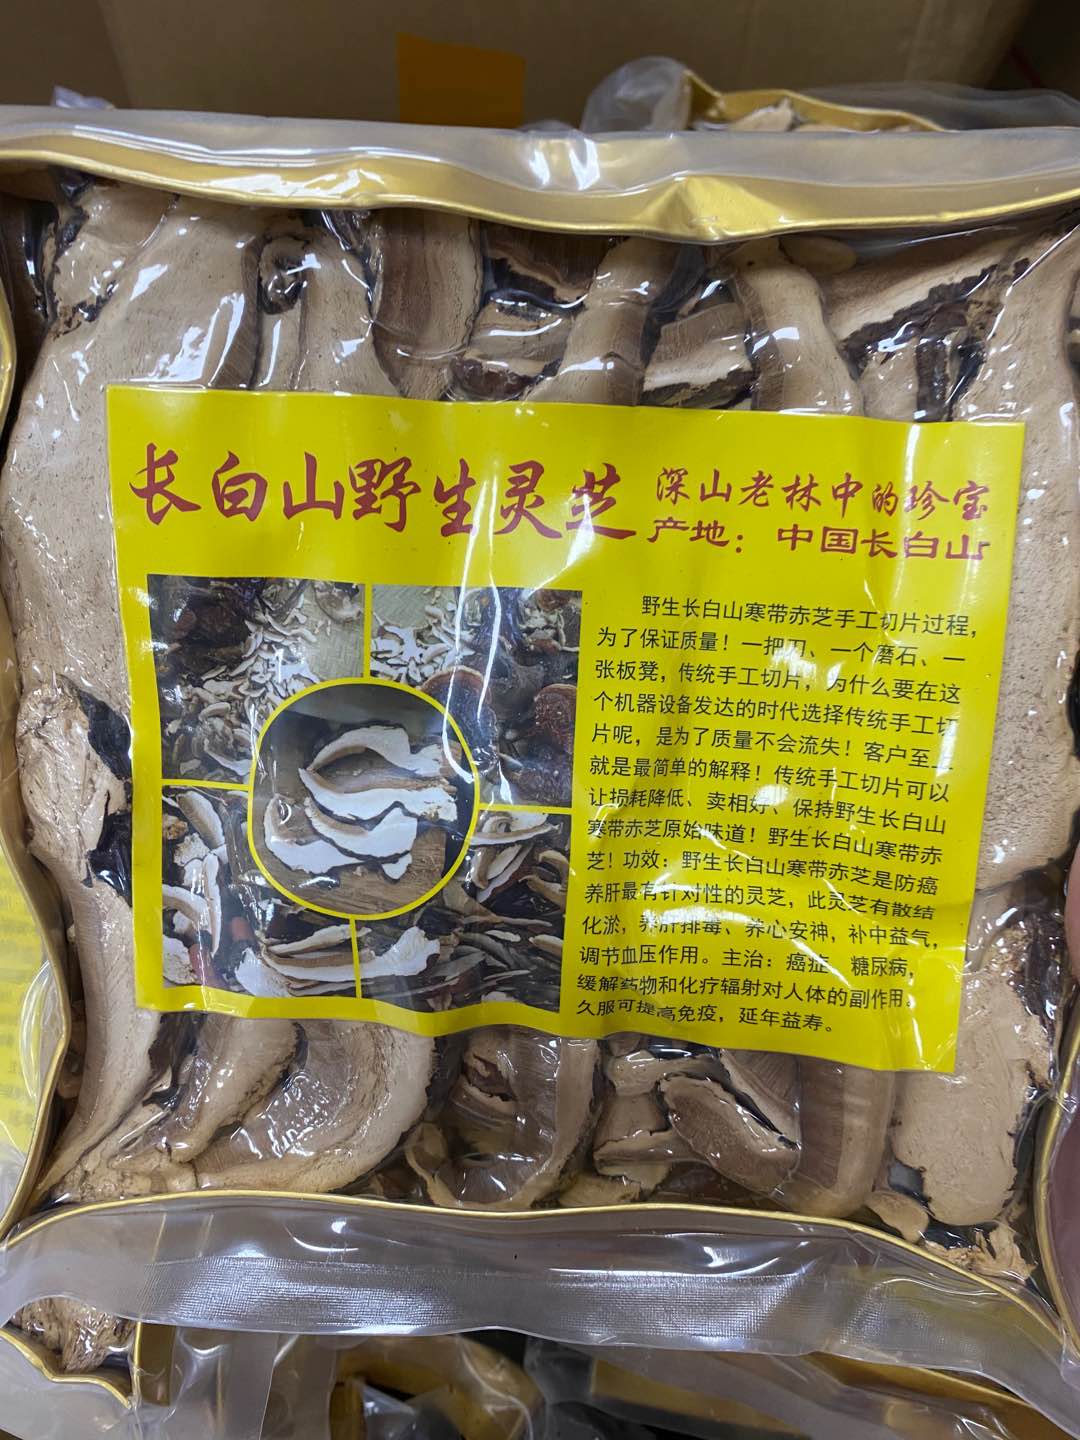 长白山野生灵芝
深山老林中的珍宝
产地：中国长白山
野生长白山寒带赤芝手工切片过程，
为了保证质量！一把刀、一个磨石、一
张板凳，传统手工切片，为什么要在这
个机器设备发达的时代选择传统手工切
片呢，是为了质量不会流失！客户至上
就是最简单的解释！传统手工切片可以
让损耗降低、卖相好、保持野生长白山
寒带赤芝原始味道！野生长白山寒带赤
芝！功效：野生长白山寒带赤芝是防癌
养肝最有针对性的灵芝，此灵芝有散结
化淤，养肝排毒、养心安神，补中益气，
调节血压作用。主治：癌症、糖尿病，
缓解药物和化疗辐射对人体的副作用。
久服可提高免疫，延年益寿。